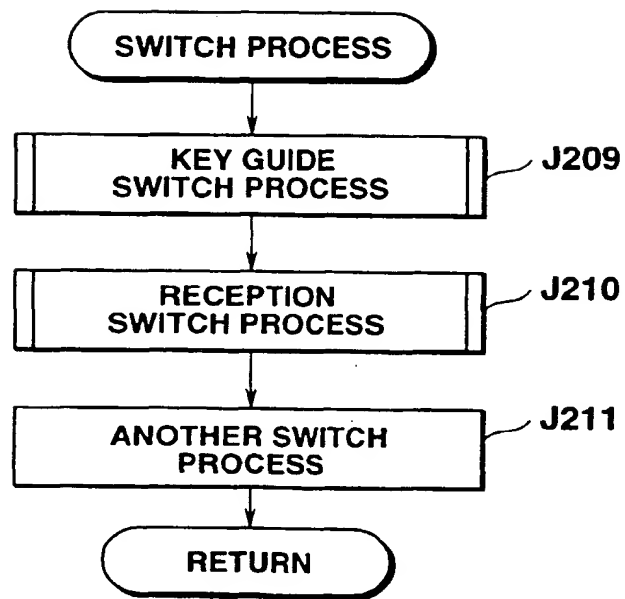 SWITCH PROCESS
KEY GUIDE
SWITCH PROCESS
J209
RECEPTION
SWITCH PROCESS
J210
ANOTHER SWITCH
PROCESS
J211
RETURN